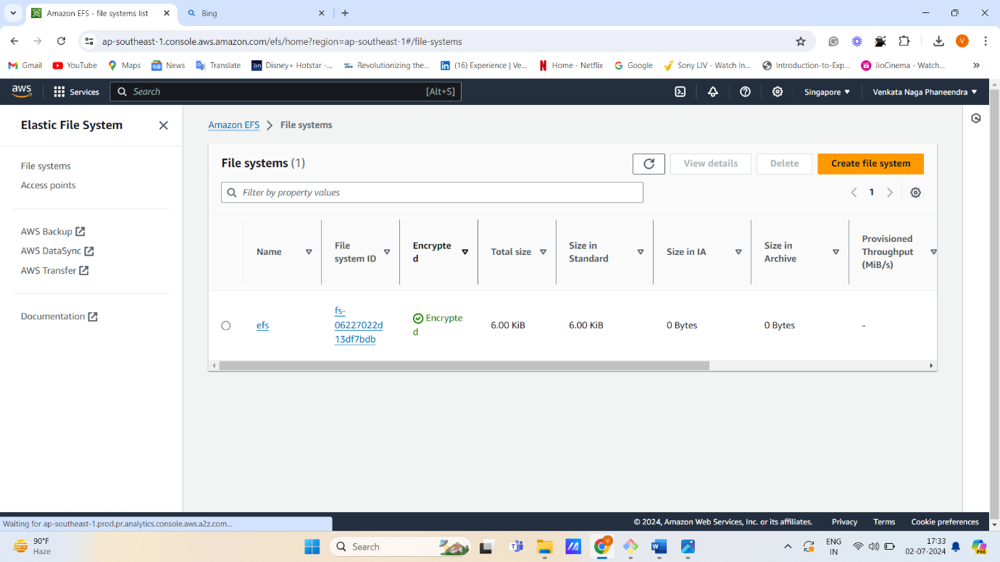 Amazon EFS - file systems list
Bing
ap-southeast-1.console.aws.amazon.com/efs/home?region=ap-southeast-1#/file-systems
V
Gmail
YouTube
Maps
News
Translate
Disney+ Hotstar -...
Revolutionizing the...
(16) Experience | Ve...
Home - Netflix
Google
Sony LIV - Watch In...
Introduction-to-Exp...
JioCinema - Watch...
aws
Services
Search
[Alt+S]
Singapore
Venkata Naga Phaneendra
Elastic File System
File systems
Access points
AWS Backup
AWS DataSync
AWS Transfer
Documentation
Amazon EFS
File systems
File systems (1)
View details
Delete
Create file system
Filter by property values
1
Name
File
system ID
Encrypte
d
Total size
Size in
Standard
Size in IA
Size in
Archive
Provisioned
Throughput
(MiB/s)
efs
fs-
06227022d
13df7bdb
Encrypte
d
6.00 KiB
6.00 KiB
0 Bytes
0 Bytes
-
Waiting for ap-southeast-1.prod.pr.analytics.console.aws.a2z.com...
© 2024, Amazon Web Services, Inc. or its affiliates.
Privacy
Terms
Cookie preferences
90°F
Haze
Search
ENG
IN
17:33
02-07-2024
PRE